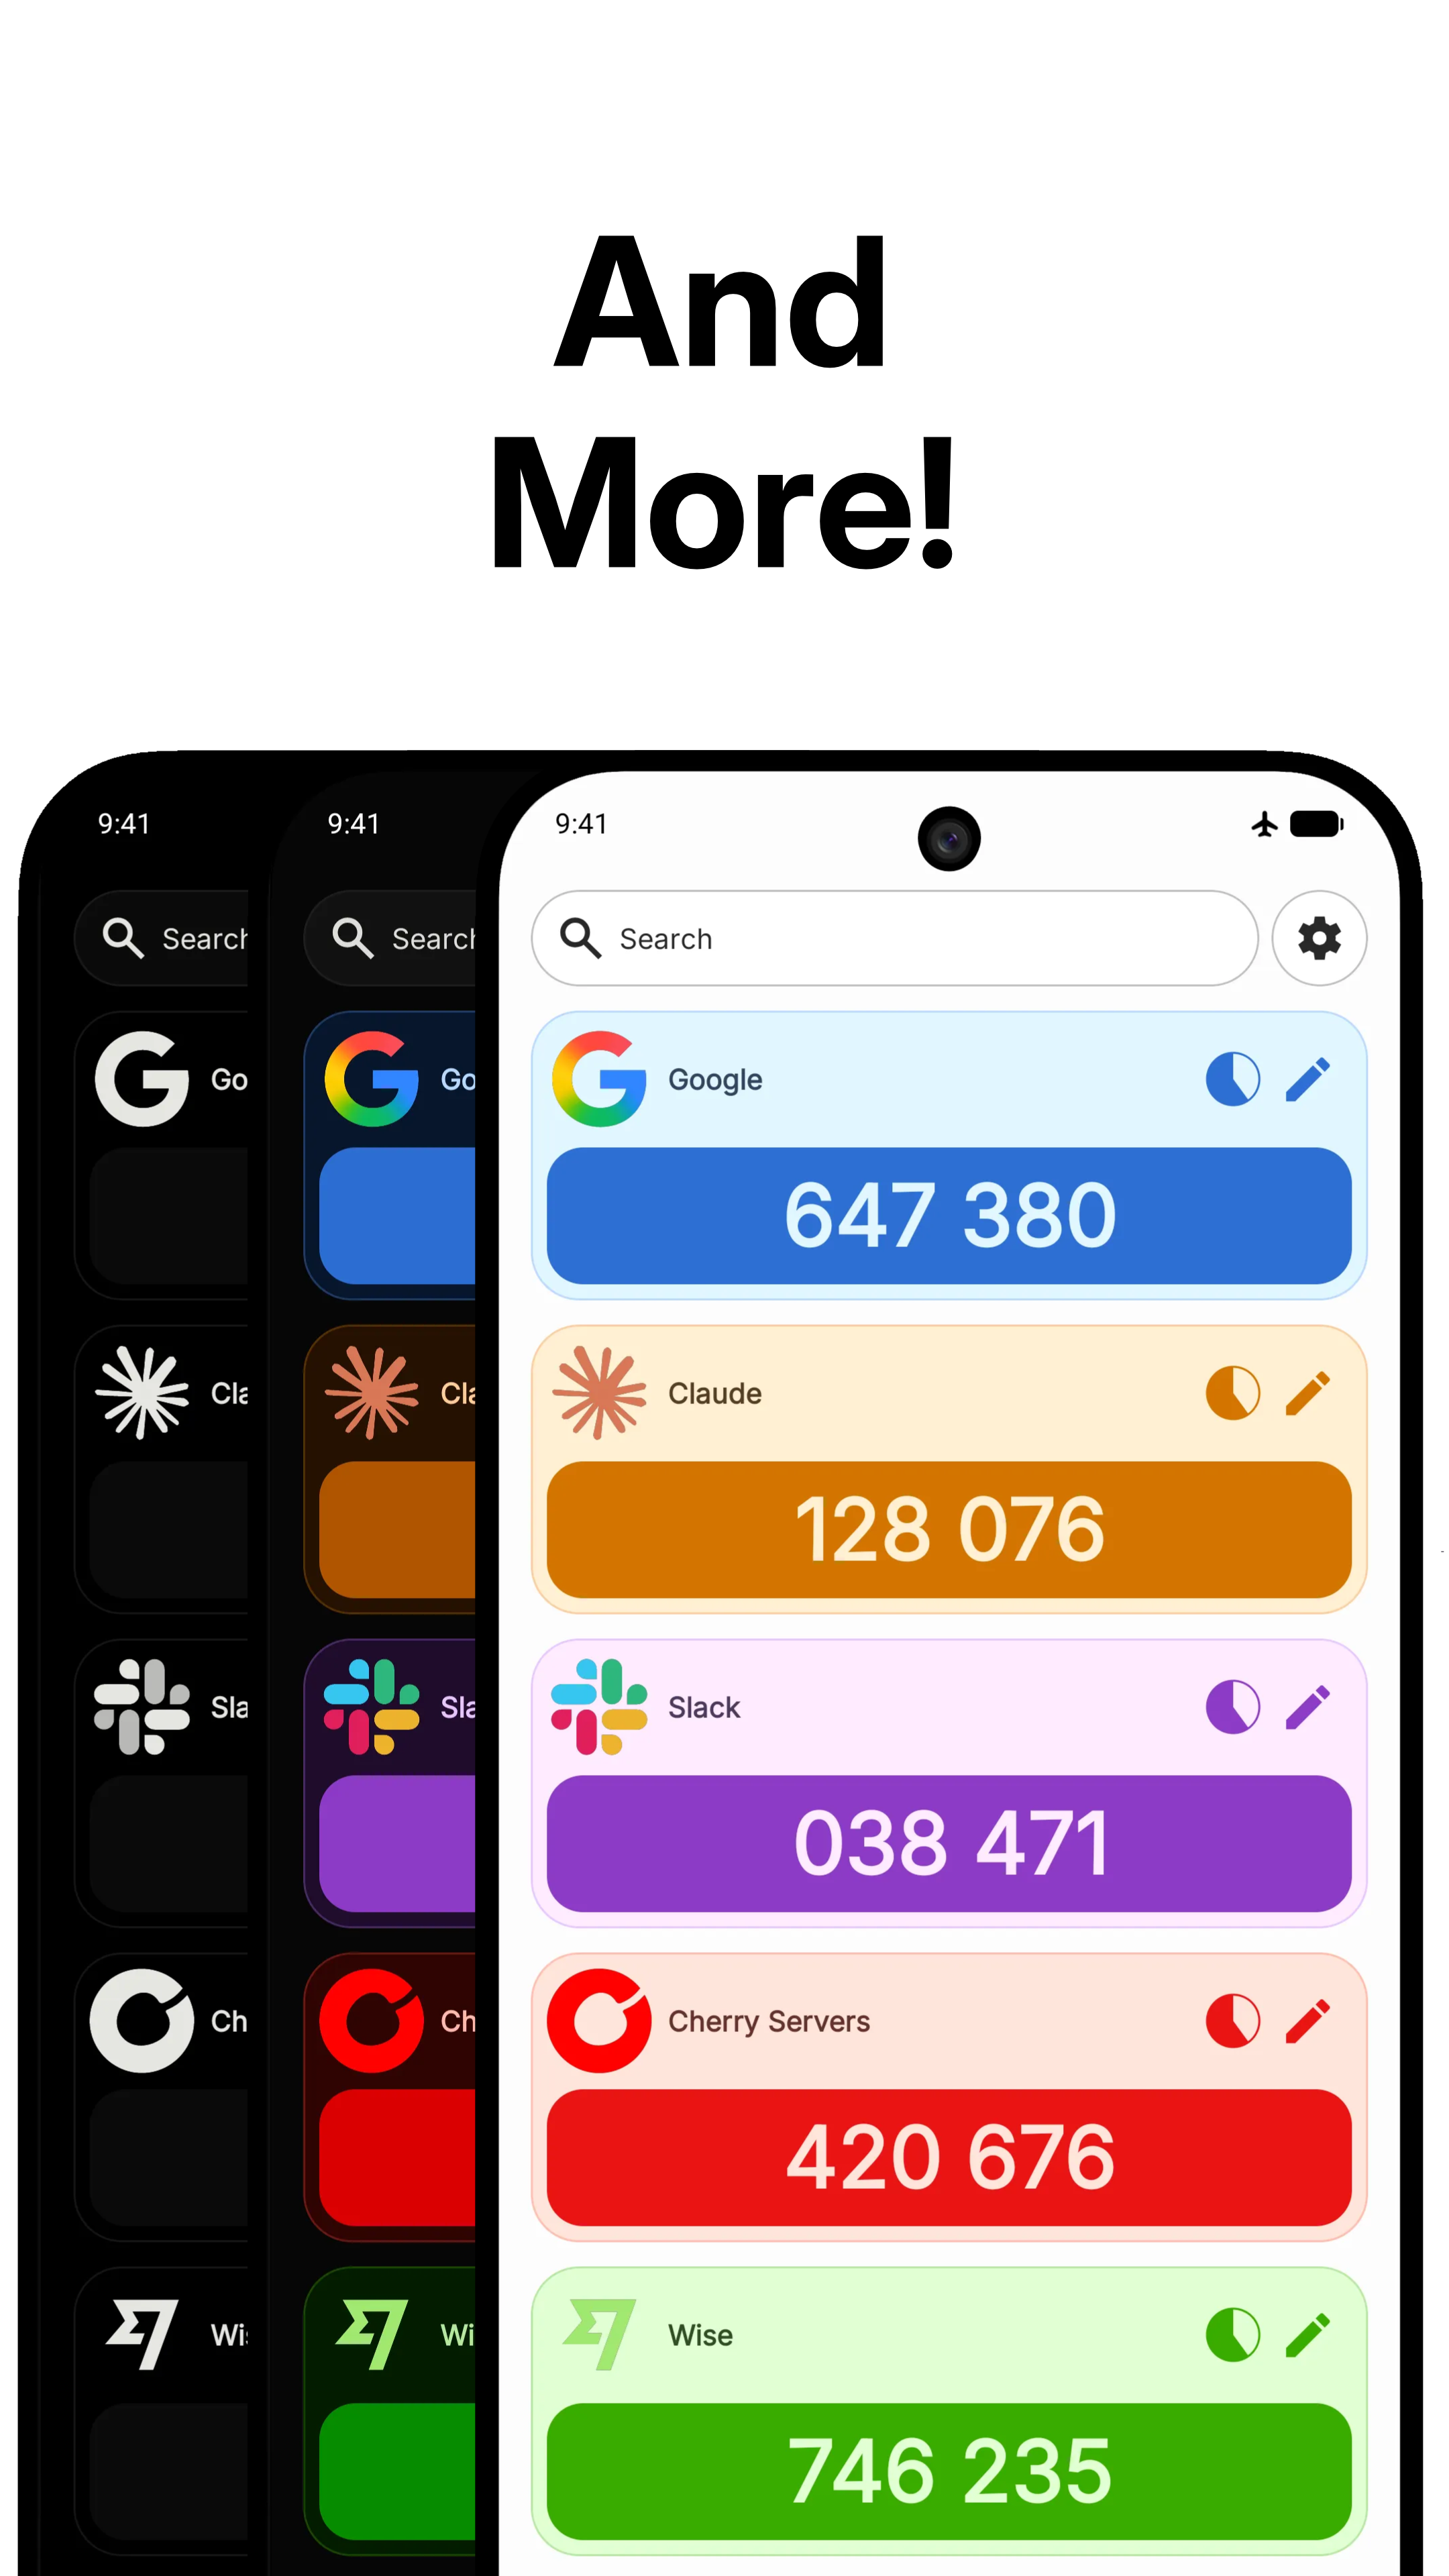 And
More!
9:41
9:41
9:41
Search
Search
Search
Go
Go
Google
647 380
Cla
Cla
Claude
128 076
Sla
Sla
Slack
038 471
Ch
Ch
Cherry Servers
420 676
Wis
Wi
Wise
746 235